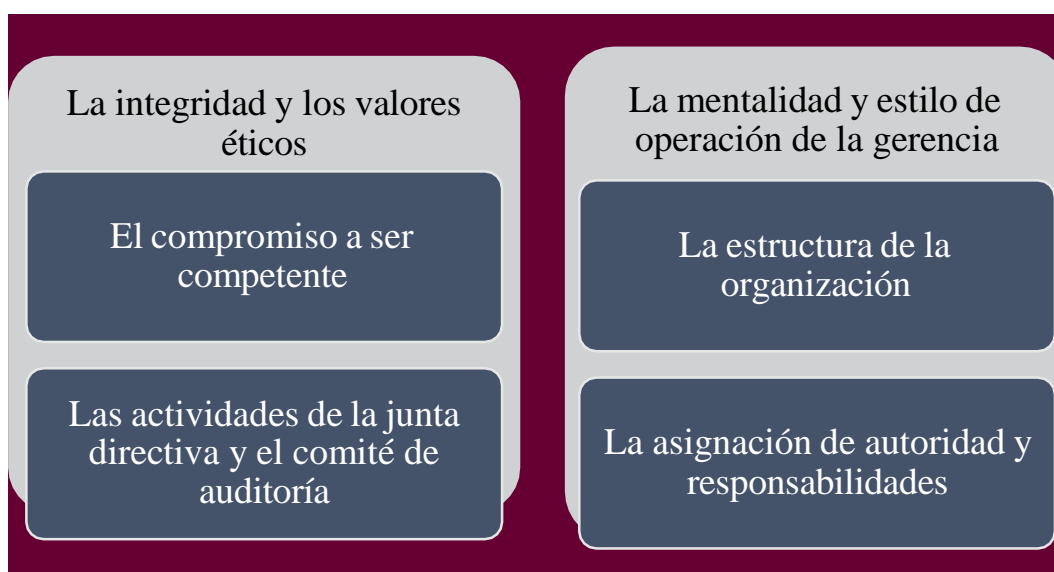 La integridad y los valores
éticos
El compromiso a ser
competente
Las actividades de la junta
directiva y el comité de
auditoría
La mentalidad y estilo de
operación de la gerencia
La estructura de la
organización
La asignación de autoridad y
responsabilidades